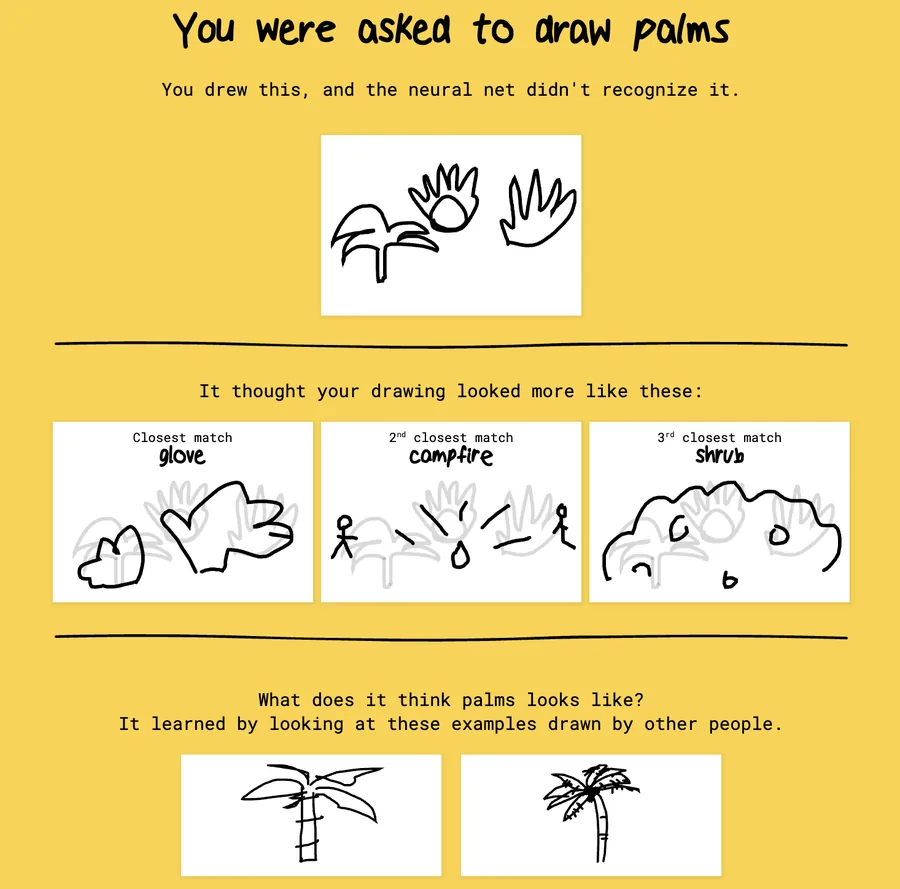 You were asked to draw palms
You drew this, and the neural net didn't recognize it.
It thought your drawing looked more like these:
Closest match
glove
2nd closest match
campfire
3rd closest match
shrub
What does it think palms looks like?
It learned by looking at these examples drawn by other people.